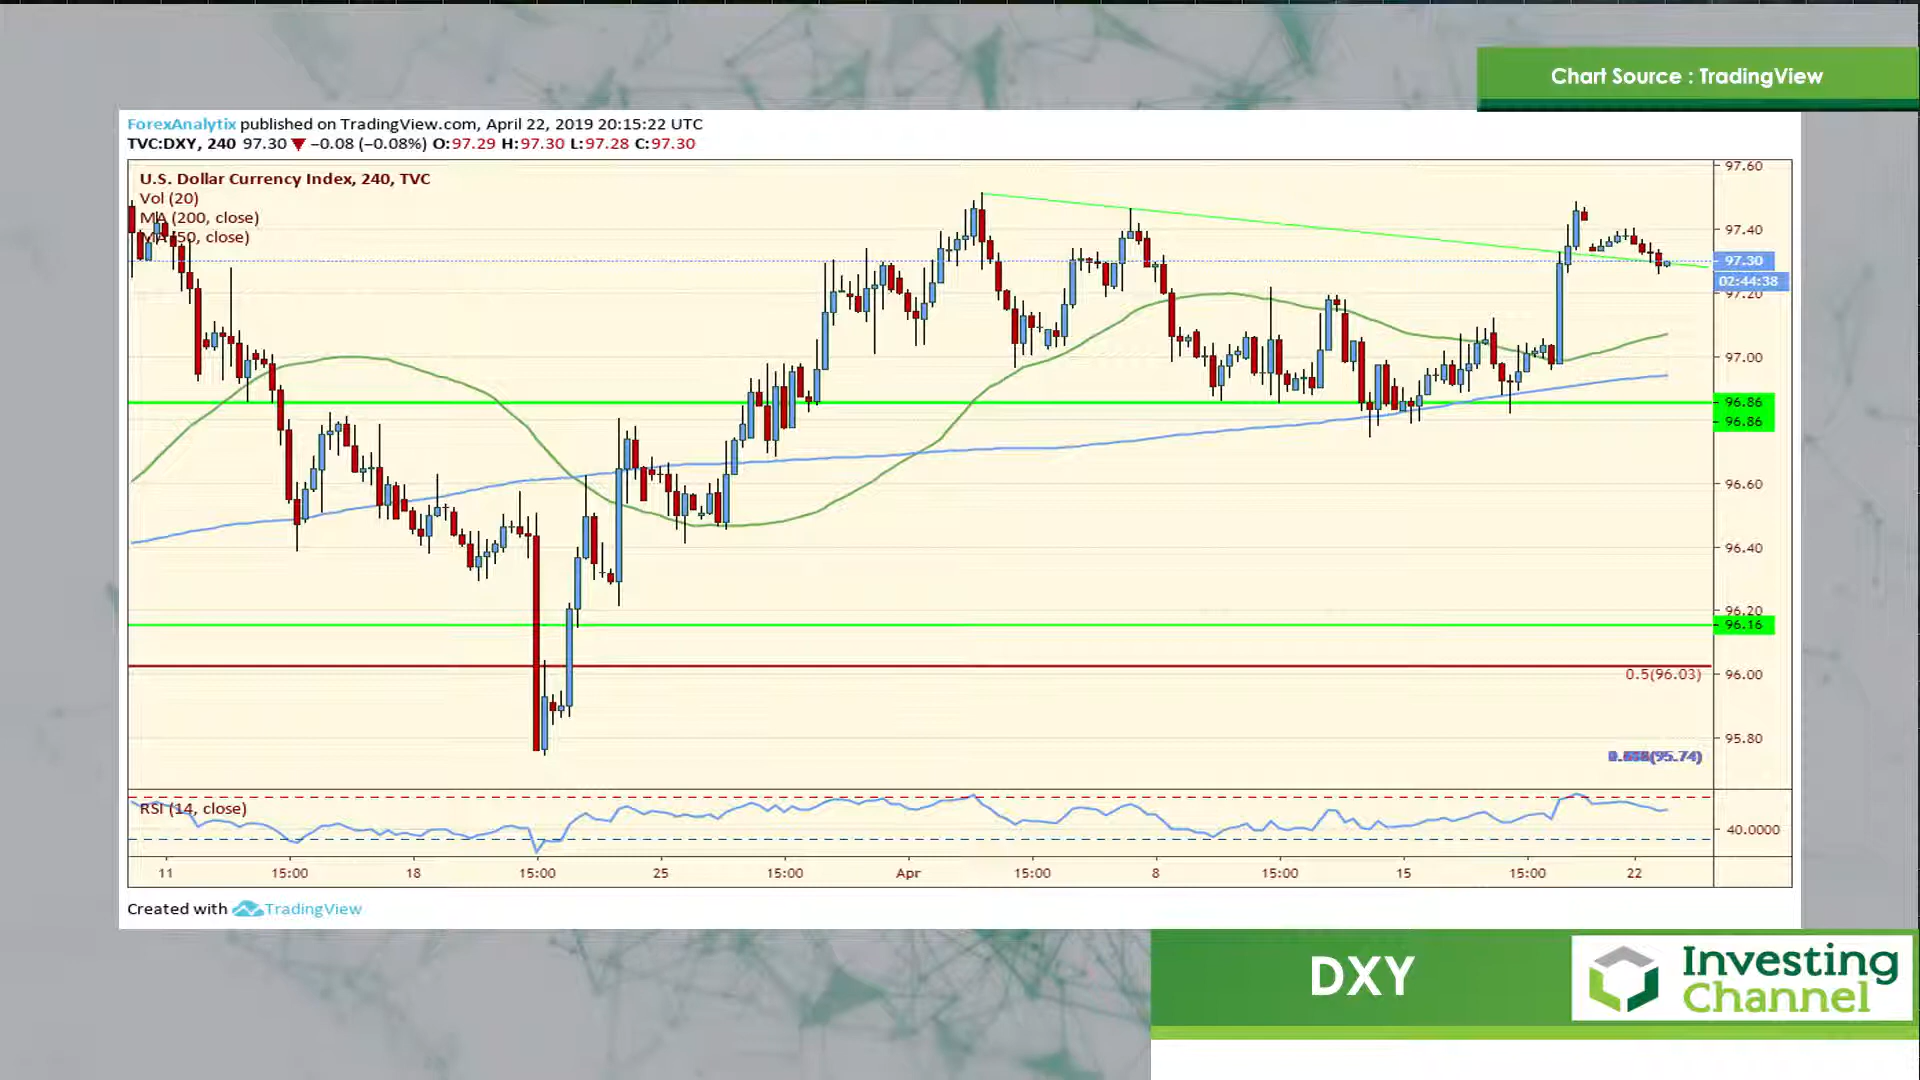 Chart Source : TradingView
ForexAnalytix published on TradingView.com, April 22, 2019 20:15:22 UTC
TVC:DXY, 240 97.30 ▼ −0.08 (−0.08%) O:97.29 H:97.30 L:97.28 C:97.30
U.S. Dollar Currency Index, 240, TVC
Vol (20)
MA (200, close)
MA (50, close)
97.60
97.40
97.30
02:44:38
97.20
97.00
96.86
96.86
96.60
96.40
96.20
96.16
0.5(96.03)
96.00
95.80
(95.74)
RSI (14, close)
40.0000
11 15:00 18 15:00 25 15:00 Apr 15:00 8 15:00 15 15:00 22
Created with TradingView
DXY
Investing
Channel